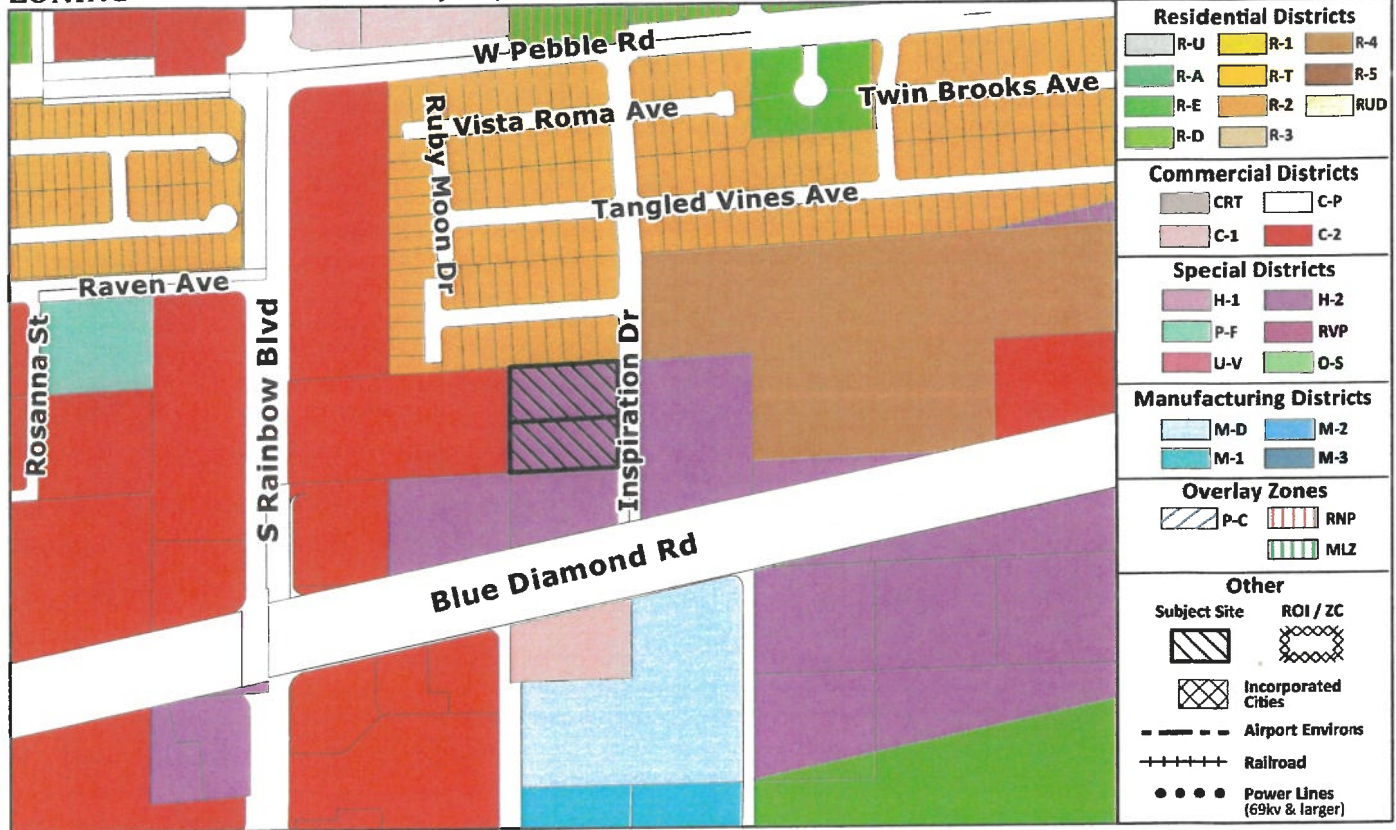 W Pebble Rd
Twin Brooks Ave
Vista Roma Ave
Ruby Moon Dr
Tangled Vines Ave
Raven Ave
Rosanna St
S Rainbow Blvd
Inspiration Dr
Blue Diamond Rd
Residential Districts
R-U R-1 R-4
R-A R-T R-5
R-E R-2 RUD
R-D R-3
Commercial Districts
CRT C-P
C-1 C-2
Special Districts
H-1 H-2
P-F RVP
U-V O-S
Manufacturing Districts
M-D M-2
M-1 M-3
Overlay Zones
P-C RNP
MLZ
Other
Subject Site ROI / ZC
Incorporated
Cities
Airport Environs
Railroad
Power Lines
(69kv & larger)